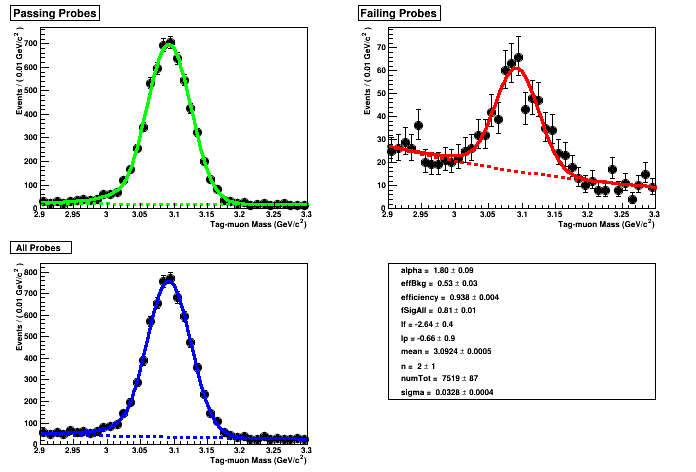 Passing Probes
Events / ( 0.01 GeV/c² )
700
600
500
400
300
200
100
2.9 2.95 3 3.05 3.1 3.15 3.2 3.25 3.3
Tag-muon Mass (GeV/c²)
Failing Probes
Events / ( 0.01 GeV/c² )
70
60
50
40
30
20
10
0
2.9 2.95 3 3.05 3.1 3.15 3.2 3.25 3.3
Tag-muon Mass (GeV/c²)
All Probes
Events / ( 0.01 GeV/c² )
800
700
600
500
400
300
200
100
0
2.9 2.95 3 3.05 3.1 3.15 3.2 3.25 3.3
Tag-muon Mass (GeV/c²)
alpha = 1.80 ± 0.09
effBkg = 0.53 ± 0.03
efficiency = 0.938 ± 0.004
fSigAll = 0.81 ± 0.01
lf = -2.64 ± 0.4
lp = -0.66 ± 0.9
mean = 3.0924 ± 0.0005
n = 2 ± 1
numTot = 7519 ± 87
sigma = 0.0328 ± 0.0004